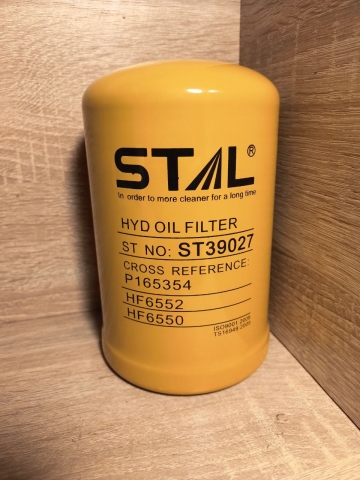 STAL®
In order to more cleaner for a long time
HYD OIL FILTER
ST NO: ST39027
CROSS REFERENCE:
P165354
HF6552
HF6550
ISO9001:2008
TS16949:2009